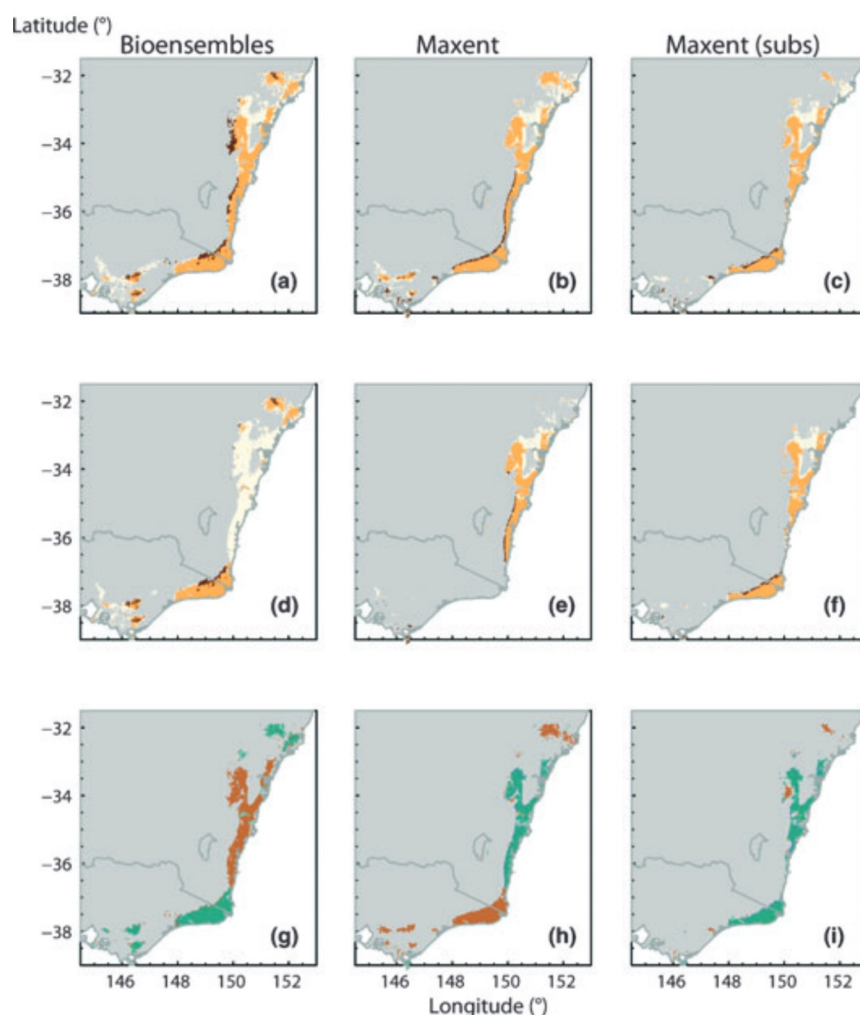 Latitude (°)
Bioensembles Maxent Maxent (subs)
−32
−34
−36
−38
(a) (b) (c)
−32
−34
−36
−38
(d) (e) (f)
−32
−34
−36
−38
(g) (h) (i)
146 148 150 152 146 148 150 152 146 148 150 152
Longitude (°)